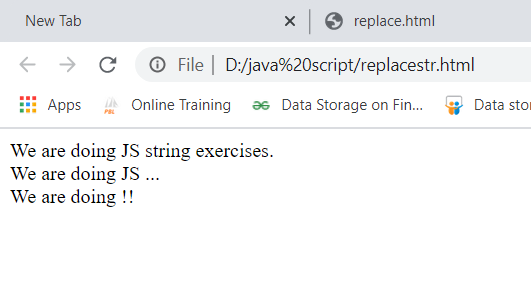 New Tab
replace.html
File
D:/java%20script/replacestr.html
Apps
PBL
Online Training
Data Storage on Fin...
Data stor
We are doing JS string exercises.
We are doing JS ...
We are doing !!